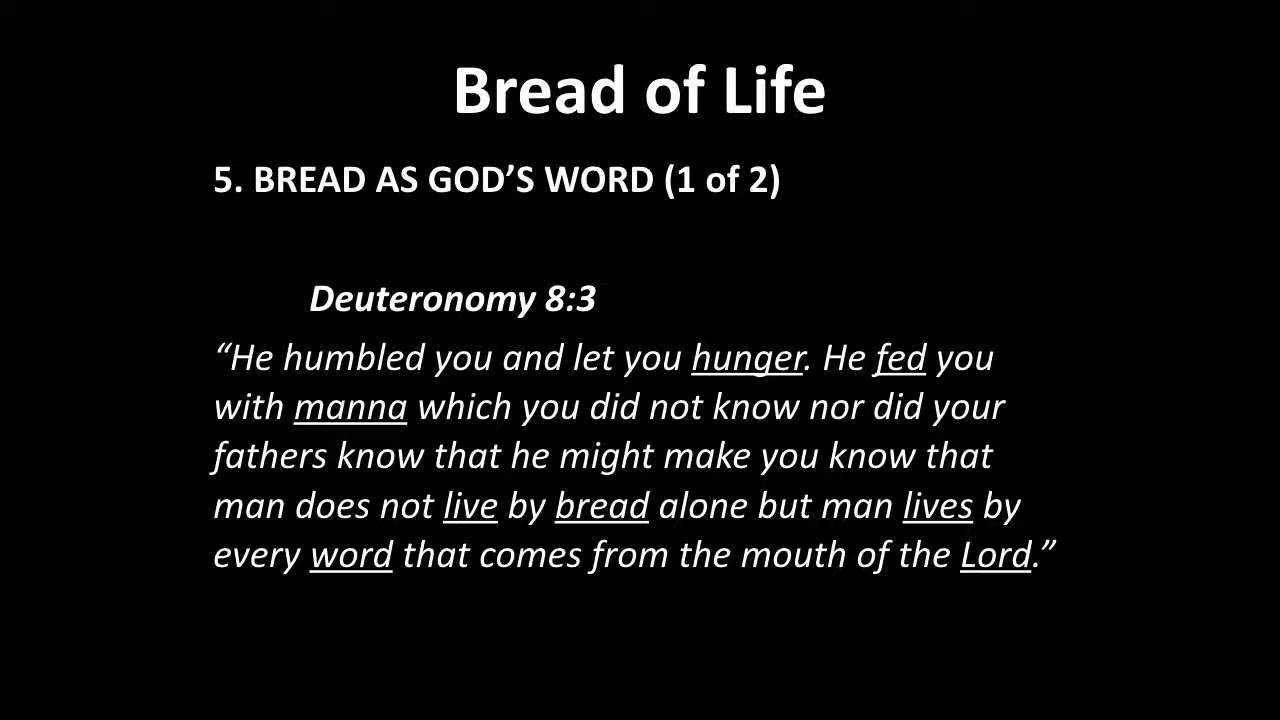 Bread of Life
5. BREAD AS GOD’S WORD (1 of 2)
Deuteronomy 8:3
“He humbled you and let you hunger. He fed you
with manna which you did not know nor did your
fathers know that he might make you know that
man does not live by bread alone but man lives by
every word that comes from the mouth of the Lord.”